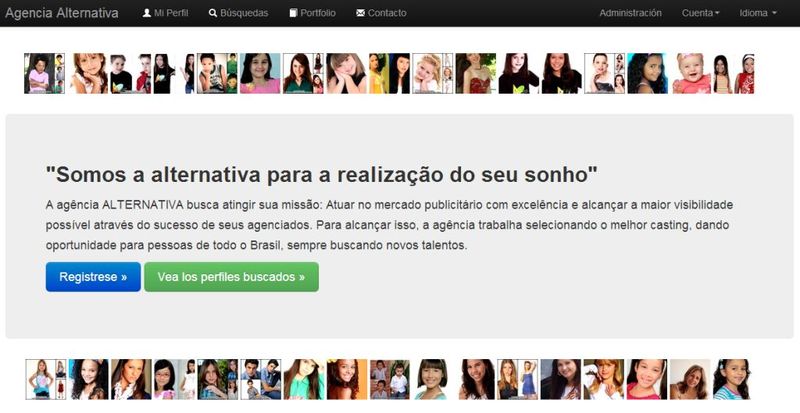 Agencia Alternativa Mi Perfil Búsquedas Portfolio Contacto Administración Cuenta Idioma
"Somos a alternativa para a realização do seu sonho"
A agência ALTERNATIVA busca atingir sua missão: Atuar no mercado publicitário com excelência e alcançar a maior visibilidade
possível através do sucesso de seus agenciados. Para alcançar isso, a agência trabalha selecionando o melhor casting, dando
oportunidade para pessoas de todo o Brasil, sempre buscando novos talentos.
Registrese » Vea los perfiles buscados »